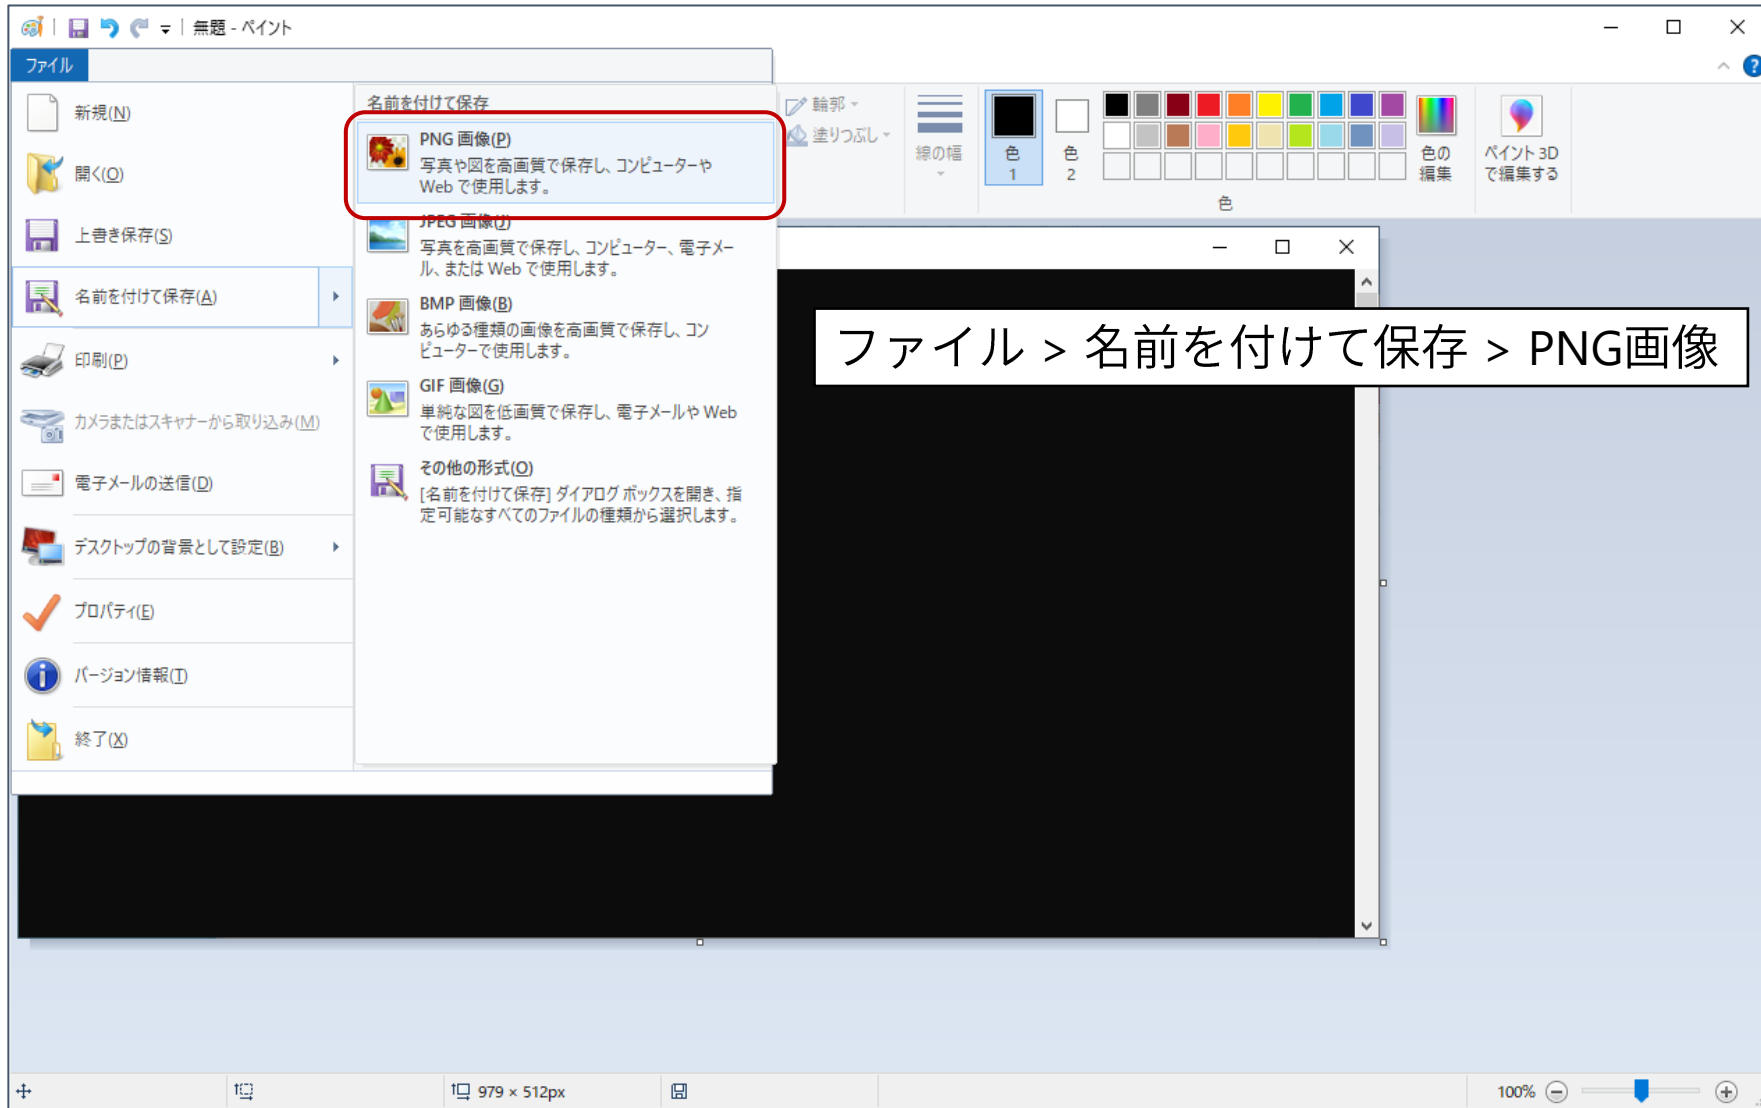 無題 - ペイント
ファイル
新規(N)
開く(O)
上書き保存(S)
名前を付けて保存(A)
印刷(P)
カメラまたはスキャナーから取り込み(M)
電子メールの送信(D)
デスクトップの背景として設定(B)
プロパティ(E)
バージョン情報(T)
終了(X)
名前を付けて保存
PNG 画像(P)
写真や図を高画質で保存し、コンピューターや
Web で使用します。
JPEG 画像(J)
写真を高画質で保存し、コンピューター、電子メー
ル、または Web で使用します。
BMP 画像(B)
あらゆる種類の画像を高画質で保存し、コン
ピューターで使用します。
GIF 画像(G)
単純な図を低画質で保存し、電子メールや Web
で使用します。
その他の形式(O)
[名前を付けて保存] ダイアログ ボックスを開き、指
定可能なすべてのファイルの種類から選択します。
輪郭
塗りつぶし
線の幅
色
1
色
2
色の
編集
ペイント 3D
で編集する
色
ファイル > 名前を付けて保存 > PNG画像
979 × 512px
100%